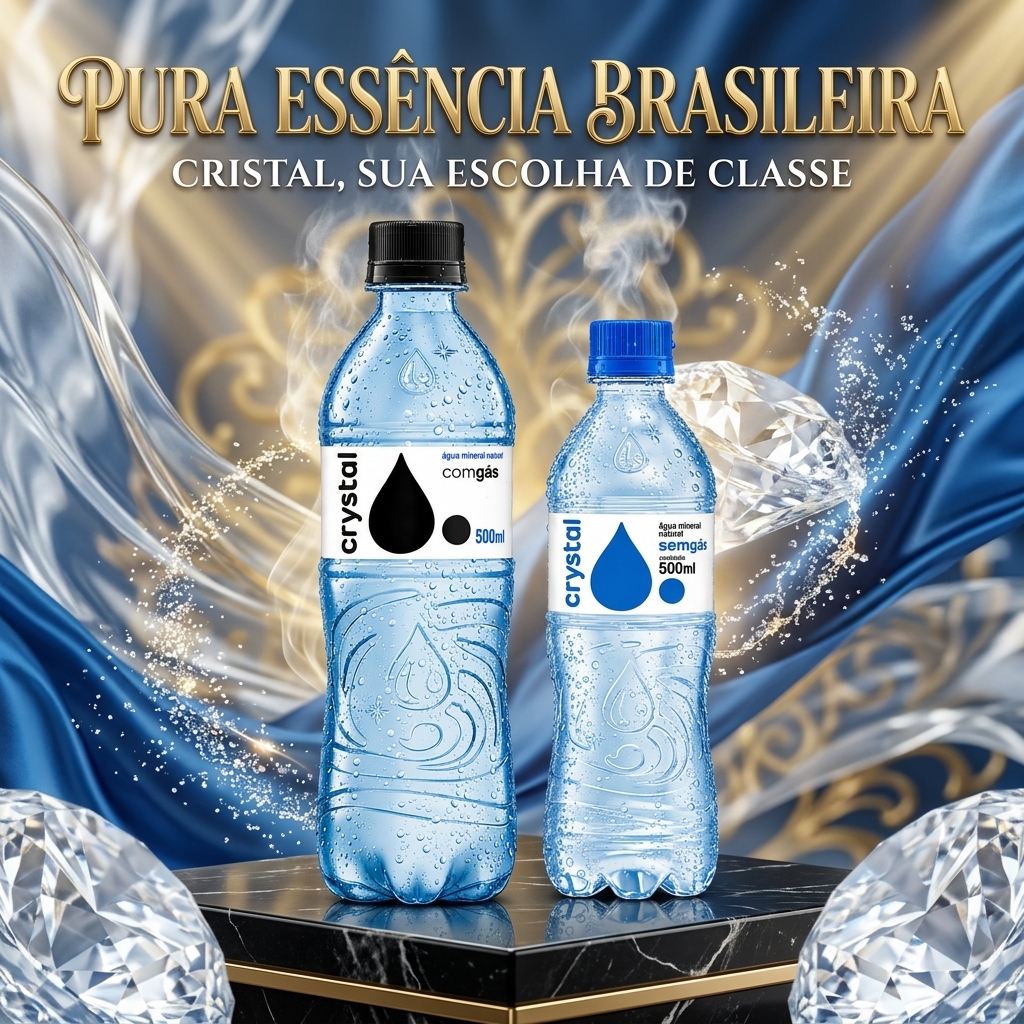 PURA ESSÊNCIA BRASILEIRA
CRISTAL, SUA ESCOLHA DE CLASSE
crystal
água mineral natural
comgás
500ml
crystal
Água mineral
natural
semgás
500ml